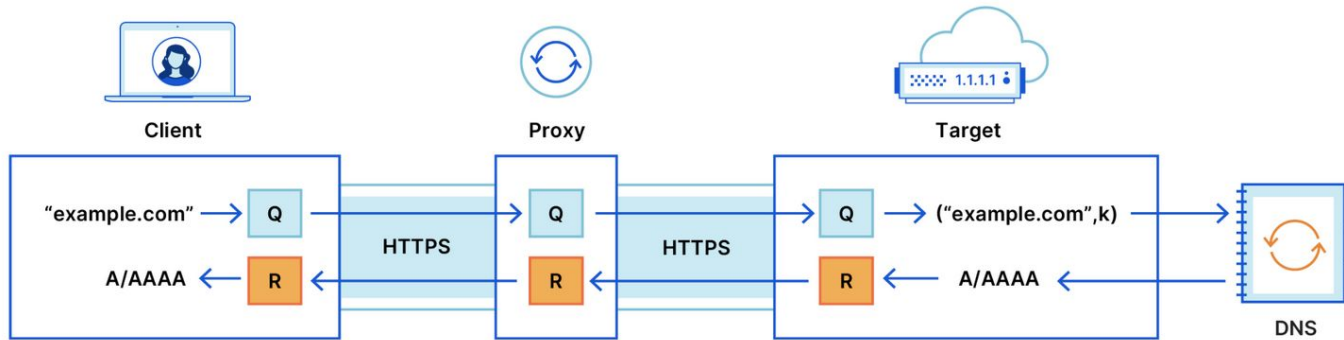 1.1.1.1
Client
Proxy
Target
“example.com”
Q
Q
Q
(“example.com”,k)
HTTPS
HTTPS
A/AAAA
R
R
R
A/AAAA
DNS